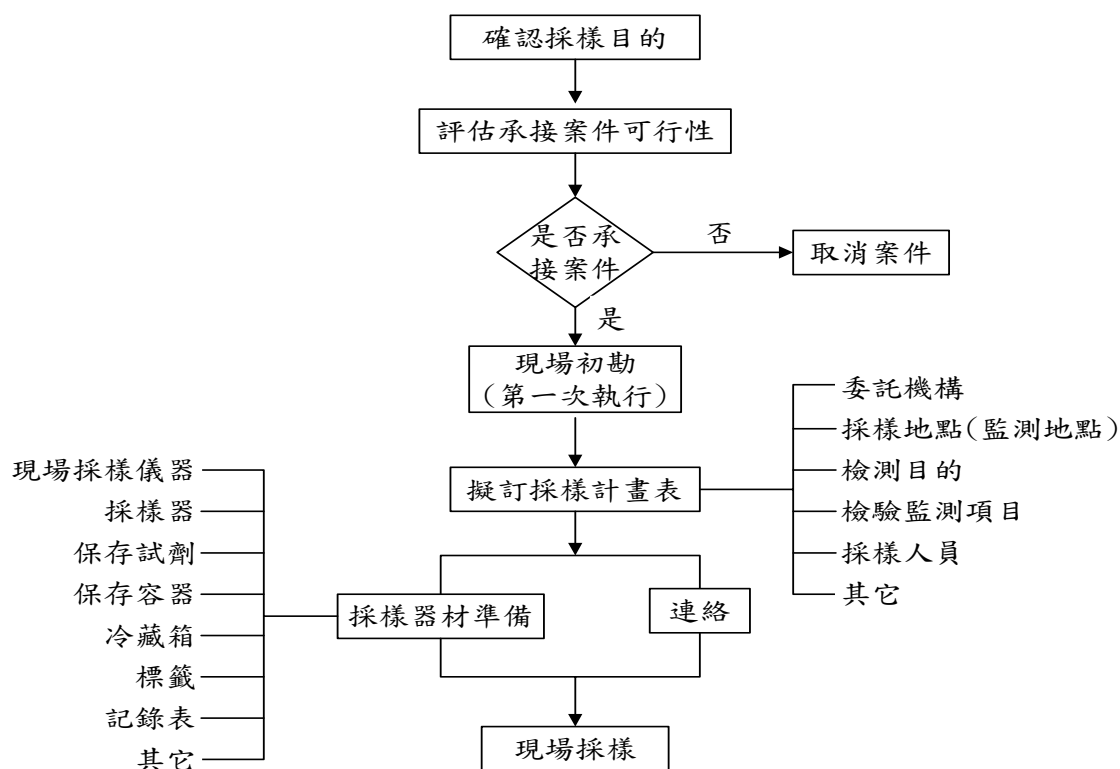 確認採樣目的
評估承接案件可行性
是否承
接案件
否
取消案件
是
現場初勘
(第一次執行)
擬訂採樣計畫表
委託機構
採樣地點(監測地點)
檢測目的
檢驗監測項目
採樣人員
其它
現場採樣儀器
採樣器
保存試劑
保存容器
冷藏箱
標籤
記錄表
其它
採樣器材準備
連絡
現場採樣